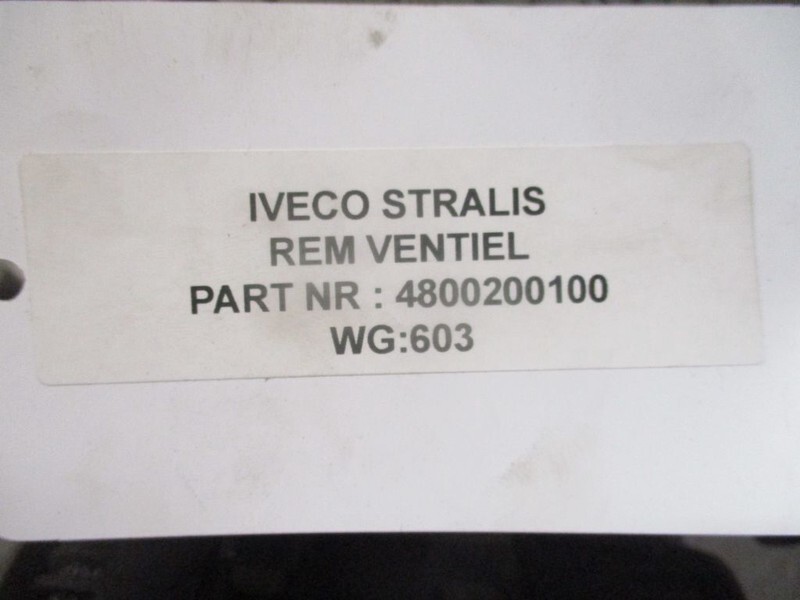 IVECO STRALIS
REM VENTIEL
PART NR : 4800200100
WG:603